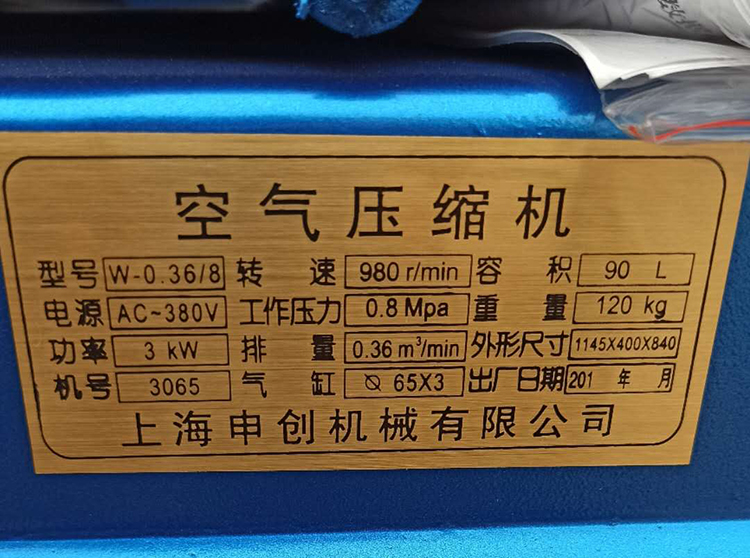 空气压缩机
型号 W-0.36/8 转速 980 r/min 容积 90 L
电源 AC~380V 工作压力 0.8 Mpa 重量 120 kg
功率 3 kW 排量 0.36 m³/min 外形尺寸 1145X400X840
机号 3065 气缸 ⌀ 65X3 出厂日期 201 年 月
上海申创机械有限公司